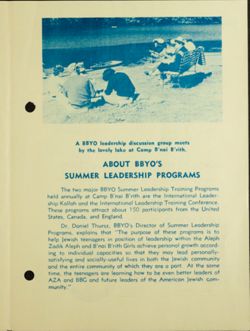 A BBYO leadership discussion group meets
by the lovely lake at Camp B'nai B'rith.
ABOUT BBYO'S
SUMMER LEADERSHIP PROGRAMS
The two major BBYO Summer Leadership Training Programs
held annually at Camp B'nai B'rith are the International Leader-
ship Kallah and the International Leadership Training Conference.
These programs attract about 150 participants from the United
States, Canada, and England.
Dr. Daniel Thursz, BBYO's Director of Summer Leadership
Programs, explains that "The purpose of these programs is to
help Jewish teenagers in position of leadership within the Aleph
Zadik Aleph and B'nai B'rith Girls achieve personal growth accord-
ing to individual capacities so that they may lead personally-
satisfying and socially-useful lives in both the Jewish community
and the entire community of which they are a part. At the same
time, the teenagers are learning how to be even better leaders of
AZA and BBG and future leaders of the American Jewish com-
munity."